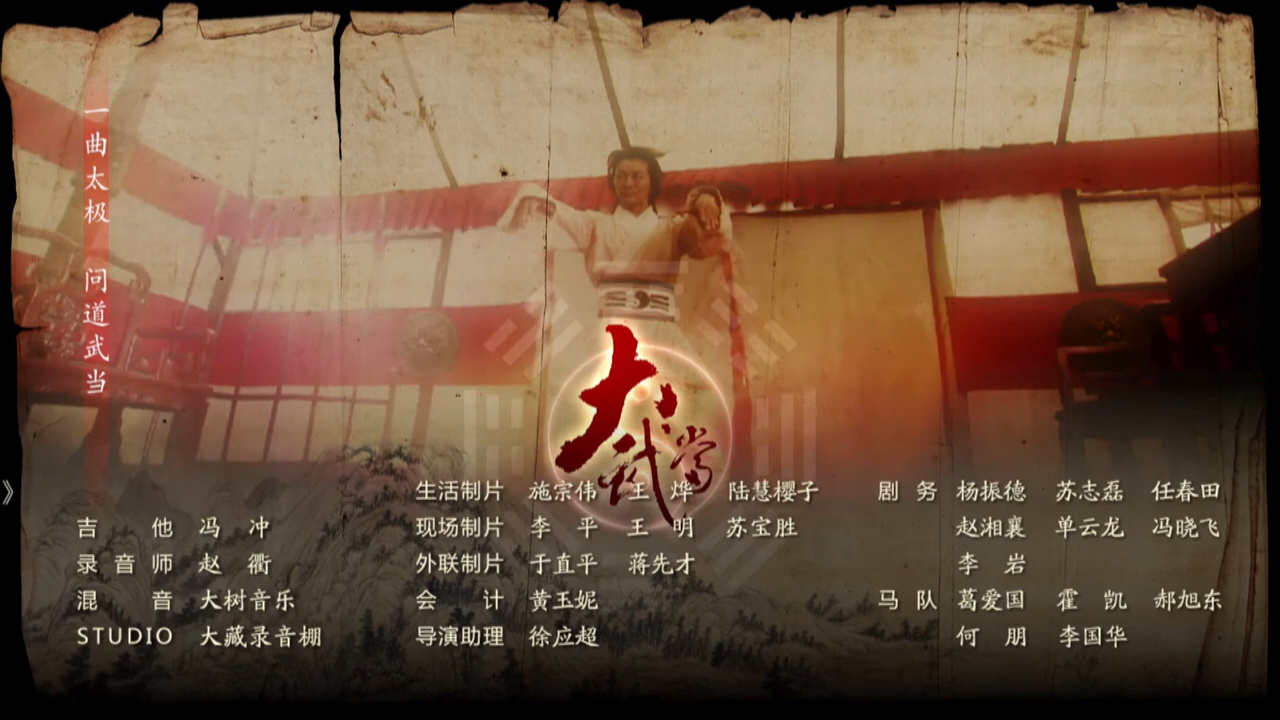 一曲太极 问道武当
大武當
》
吉他 冯冲
录音师 赵衢
混音 大树音乐
STUDIO 大藏录音棚
生活制片 施宗伟 王烨 陆慧樱子
现场制片 李平 王明 苏宝胜
外联制片 于直平 蒋先才
会计 黄玉妮
导演助理 徐应超
剧务 杨振德 苏志磊 任春田
赵湘襄 单云龙 冯晓飞
李岩
马队 葛爱国 霍凯 郝旭东
何朋 李国华